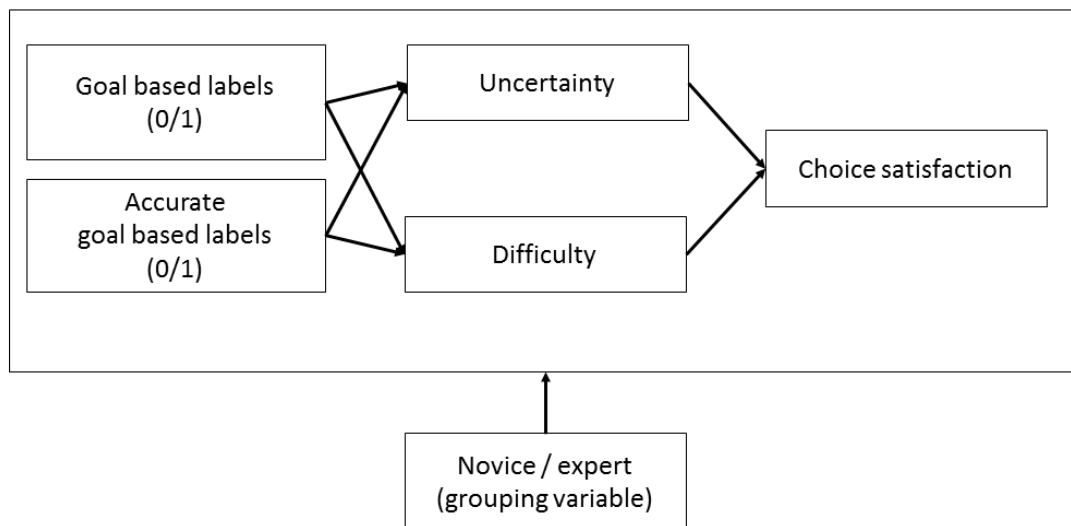 Goal based labels
(0/1)
Accurate
goal based labels
(0/1)
Uncertainty
Difficulty
Choice satisfaction
Novice / expert
(grouping variable)